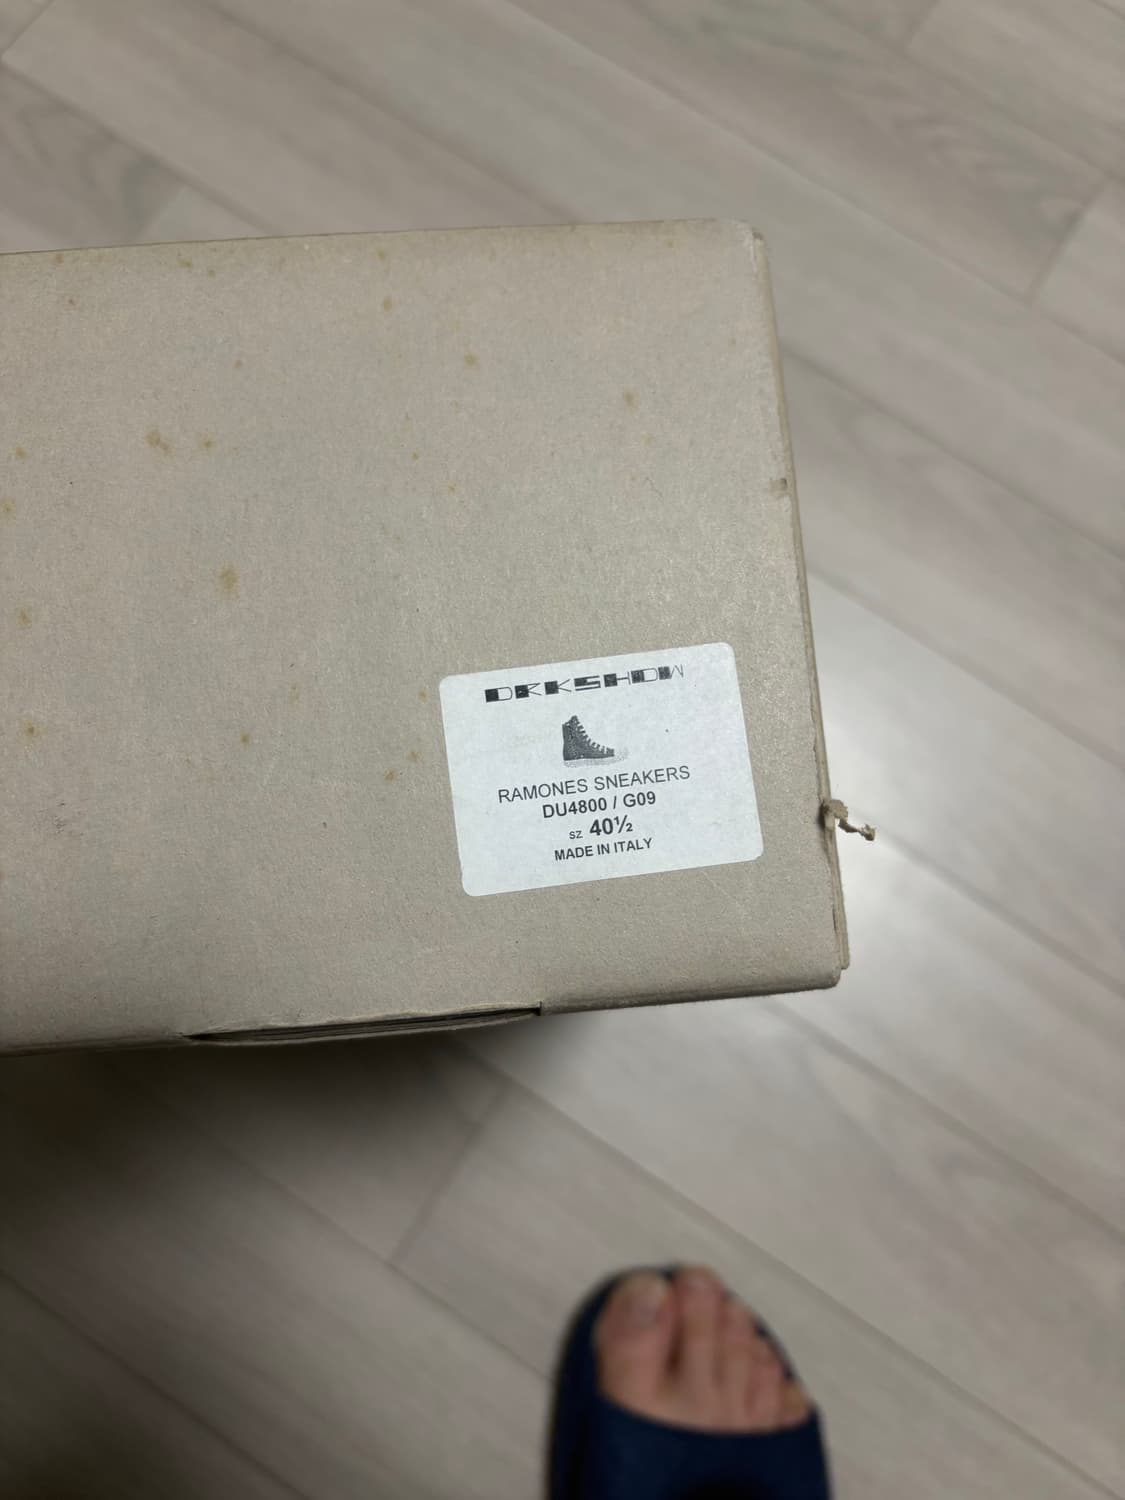 DRKSHDW
RAMONES SNEAKERS
DU4800 / G09
SZ 40½
MADE IN ITALY